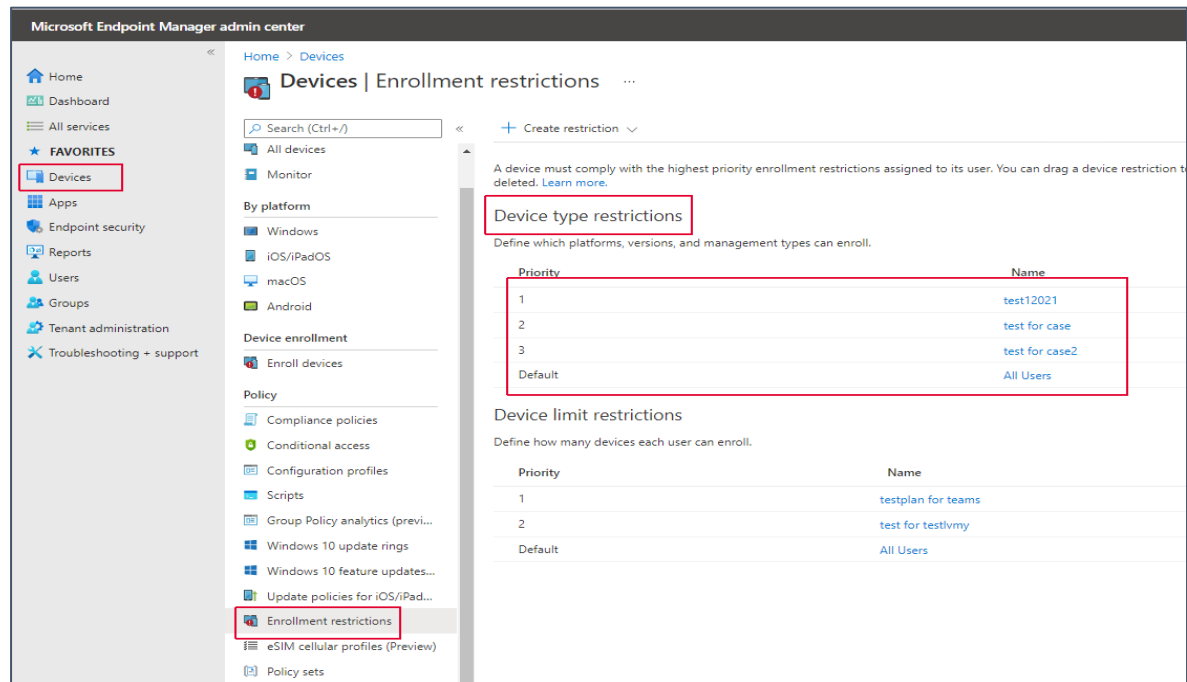 Microsoft Endpoint Manager admin center
«
Home
Dashboard
All services
FAVORITES
Devices
Apps
Endpoint security
Reports
Users
Groups
Tenant administration
Troubleshooting + support
Home > Devices
Devices | Enrollment restrictions ...
Search (Ctrl+/) «
All devices
Monitor
By platform
Windows
iOS/iPadOS
macOS
Android
Device enrollment
Enroll devices
Policy
Compliance policies
Conditional access
Configuration profiles
Scripts
Group Policy analytics (previ...
Windows 10 update rings
Windows 10 feature updates...
Update policies for iOS/iPad...
Enrollment restrictions
eSIM cellular profiles (Preview)
Policy sets
+ Create restriction
A device must comply with the highest priority enrollment restrictions assigned to its user. You can drag a device restriction
deleted. Learn more.
Device type restrictions
Define which platforms, versions, and management types can enroll.
Priority Name
1 test12021
2 test for case
3 test for case2
Default All Users
Device limit restrictions
Define how many devices each user can enroll.
Priority Name
1 testplan for teams
2 test for testlvmy
Default All Users